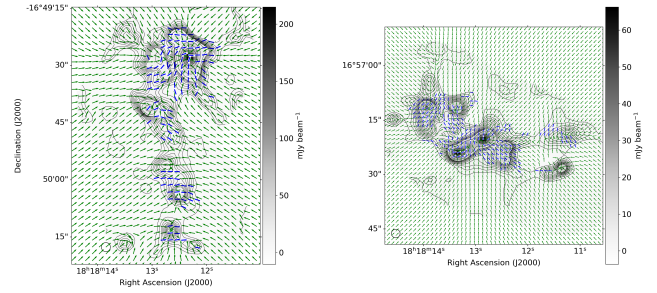 -16°49'15"
30"
45"
50'00"
15"
Declination (J2000)
18ʰ18ᵐ14ˢ
13ˢ
12ˢ
Right Ascension (J2000)
200
150
100
50
0
mJy beam⁻¹
16°57'00"
15"
30"
45"
18ʰ18ᵐ14ˢ
13ˢ
12ˢ
11ˢ
Right Ascension (J2000)
60
50
40
30
20
10
0
mJy beam⁻¹